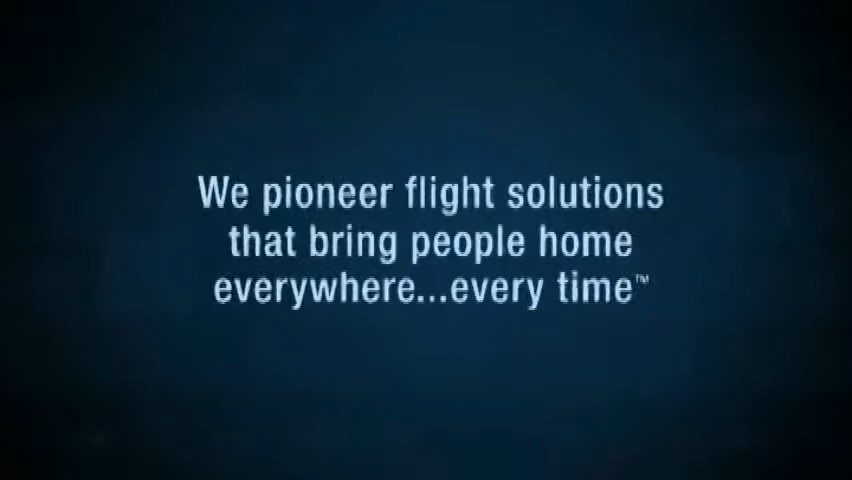 We pioneer flight solutions
that bring people home
everywhere...every time™